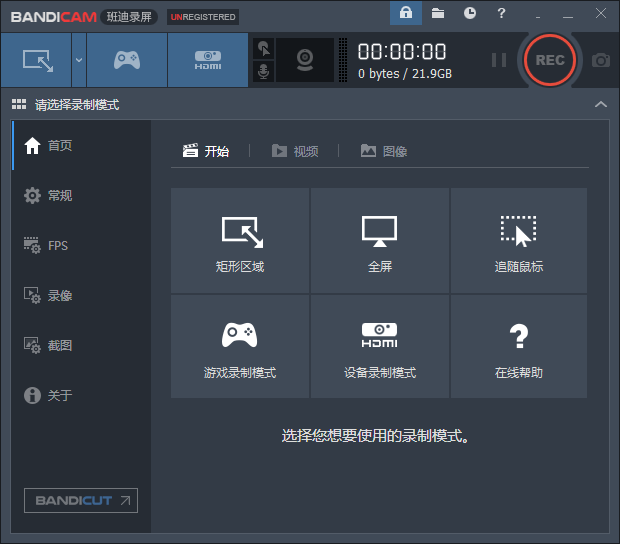 BANDICAM 班迪录屏 UNREGISTERED
?
HDMI
00:00:00
0 bytes / 21.9GB
REC
请选择录制模式
首页
常规
FPS
录像
截图
关于
BANDICUT
开始 视频 图像
矩形区域 全屏 追随鼠标
HDMI ?
游戏录制模式 设备录制模式 在线帮助
选择您想要使用的录制模式。